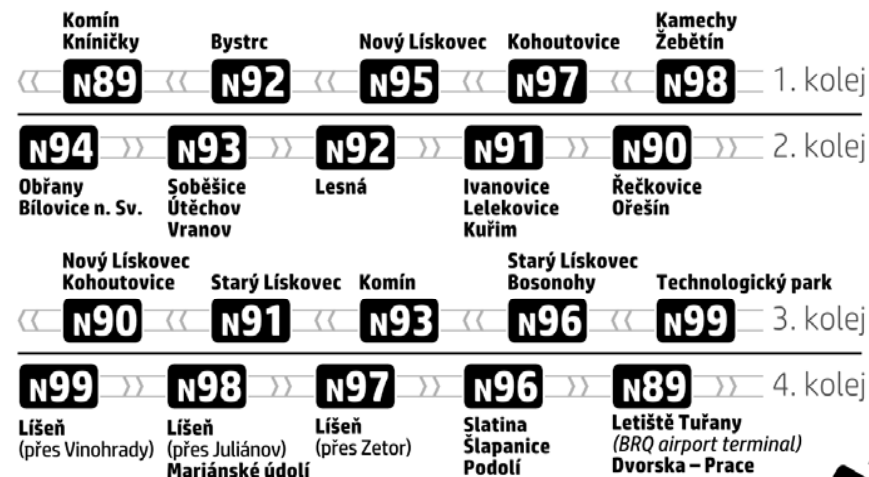 Komín
Kníničky
Bystrc
Nový Lískovec
Kohoutovice
Kamechy
Žebětín
N89 N92 N95 N97 N98 1. kolej
N94 N93 N92 N91 N90 2. kolej
Obřany
Bílovice n. Sv.
Soběšice
Útěchov
Vranov
Lesná
Ivanovice
Lelekovice
Kuřim
Řečkovice
Ořešín
Nový Lískovec
Kohoutovice
Starý Lískovec
Komín
Starý Lískovec
Bosonohy
Technologický park
N90 N91 N93 N96 N99 3. kolej
N99 N98 N97 N96 N89 4. kolej
Líšeň
(přes Vinohrady)
Líšeň
(přes Juliánov)
Mariánské údolí
Líšeň
(přes Zetor)
Slatina
Šlapanice
Podolí
Letiště Tuřany
(BRQ airport terminal)
Dvorska – Prace